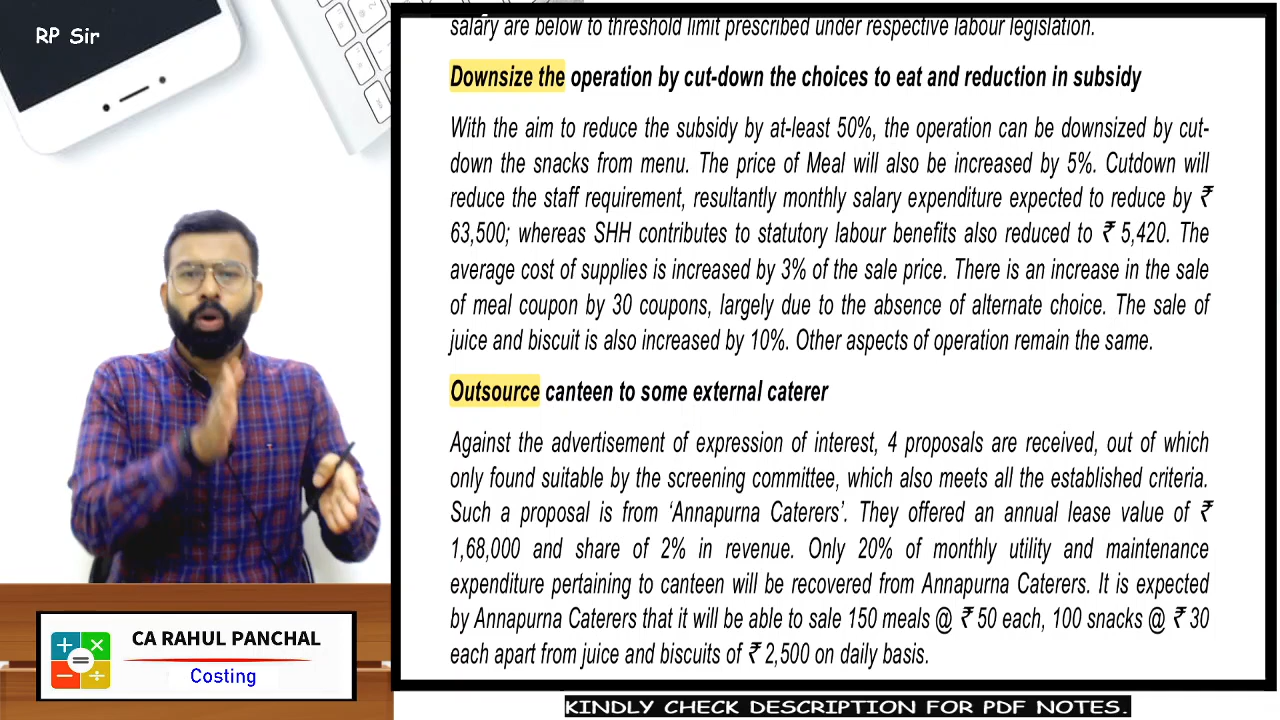 RP Sir
salary are below to threshold limit prescribed under respective labour legislation.
Downsize the operation by cut-down the choices to eat and reduction in subsidy
With the aim to reduce the subsidy by at-least 50%, the operation can be downsized by cut-
down the snacks from menu. The price of Meal will also be increased by 5%. Cutdown will
reduce the staff requirement, resultantly monthly salary expenditure expected to reduce by ₹
63,500; whereas SHH contributes to statutory labour benefits also reduced to ₹ 5,420. The
average cost of supplies is increased by 3% of the sale price. There is an increase in the sale
of meal coupon by 30 coupons, largely due to the absence of alternate choice. The sale of
juice and biscuit is also increased by 10%. Other aspects of operation remain the same.
Outsource canteen to some external caterer
Against the advertisement of expression of interest, 4 proposals are received, out of which
only found suitable by the screening committee, which also meets all the established criteria.
Such a proposal is from ‘Annapurna Caterers’. They offered an annual lease value of ₹
1,68,000 and share of 2% in revenue. Only 20% of monthly utility and maintenance
expenditure pertaining to canteen will be recovered from Annapurna Caterers. It is expected
by Annapurna Caterers that it will be able to sale 150 meals @ ₹ 50 each, 100 snacks @ ₹ 30
each apart from juice and biscuits of ₹ 2,500 on daily basis.
CA RAHUL PANCHAL
Costing
KINDLY CHECK DESCRIPTION FOR PDF NOTES.